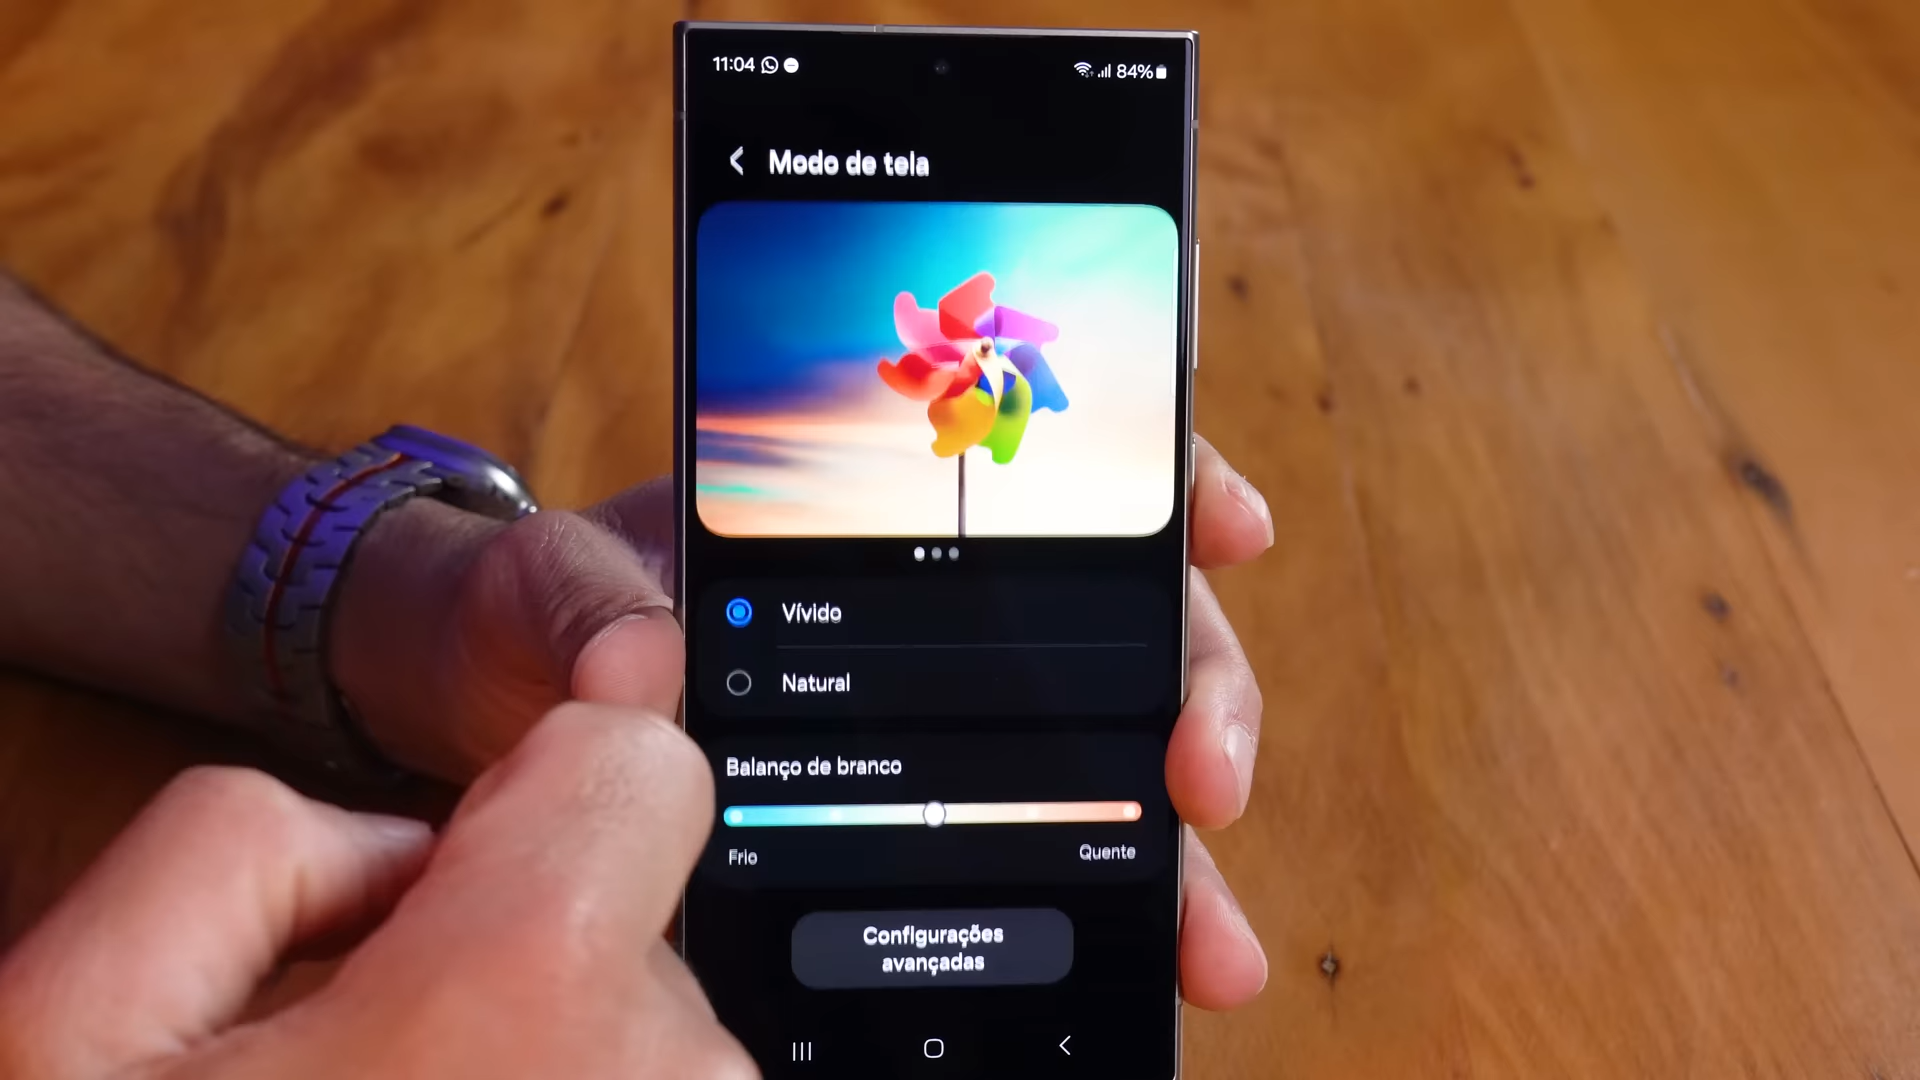 11:04
84%
Modo de tela
Vívido
Natural
Balanço de branco
Frio
Quente
Configurações
avançadas